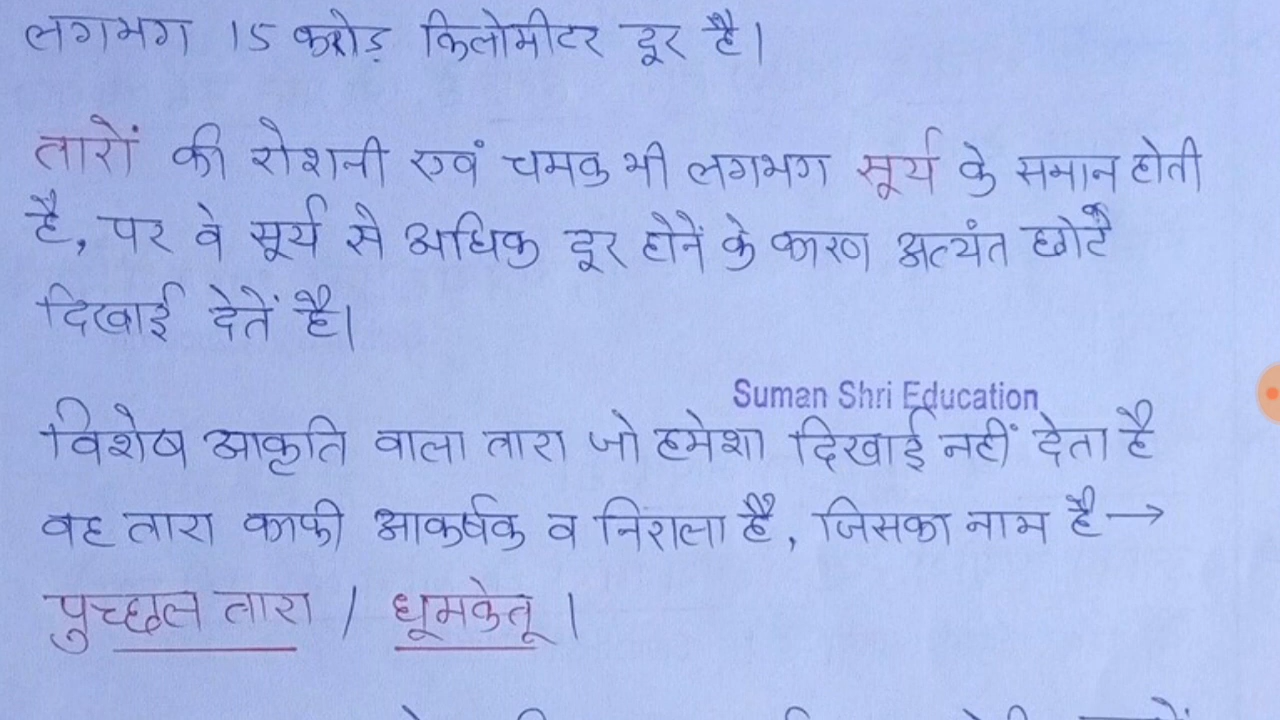 लगभग 15 करोड़ किलोमीटर दूर है।
तारों की रोशनी एवं चमक भी लगभग सूर्य के समान होती
है, पर वे सूर्य से अधिक दूर होनें के कारण अत्यंत छोटे
दिखाई देतें है।
Suman Shri Education
विशेष आकृति वाला तारा जो हमेशा दिखाई नहीं देता है
वह तारा काफी आकर्षक व निराला है, जिसका नाम है →
पुच्छल तारा / धूमकेतू ।